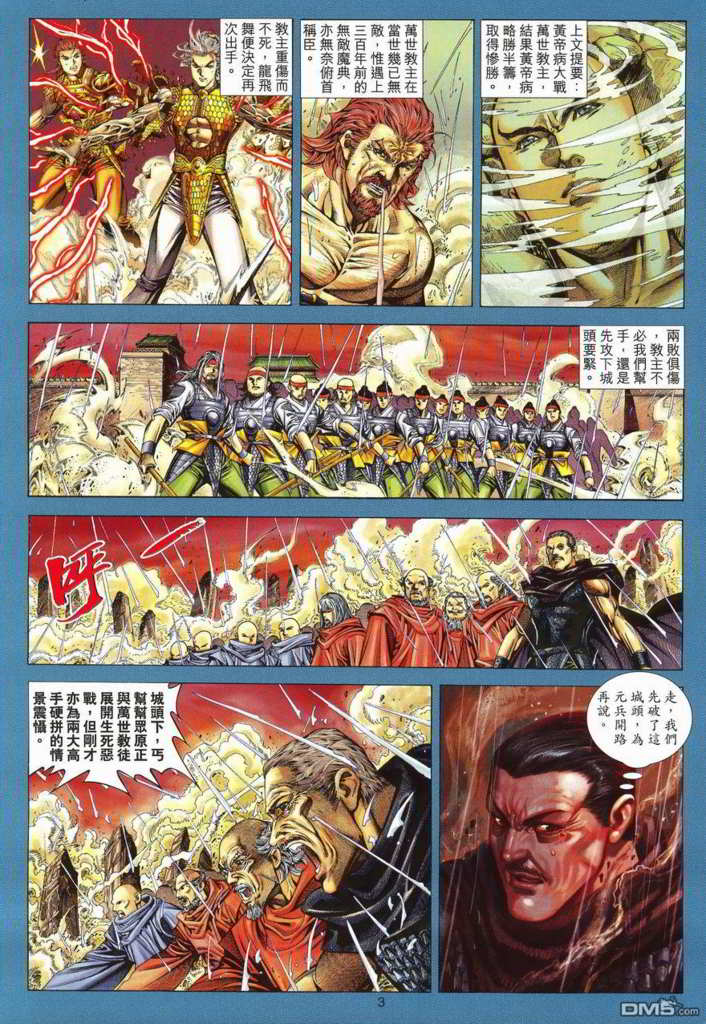 上文提要：
黃帝病大戰
萬世教主，
結果黃帝病
略勝半籌，
取得慘勝。
萬世教主在
當世幾已無
敵，惟遇上
三百年前的
無敵魔典，
亦無奈俯首
稱臣。
教主重傷而
不死，龍飛
舞便決定再
次出手。
兩敗俱傷
，教主不
必我們幫
手，還是
先攻下城
頭要緊。
呼
城頭下，丐
幫幫眾原正
與萬世教徒
展開生死惡
戰，但剛才
亦為兩大高
手硬拼的情
景震懾。
走，我們
先破了這
城頭，為
元兵開路
再說。
3
DM5.com